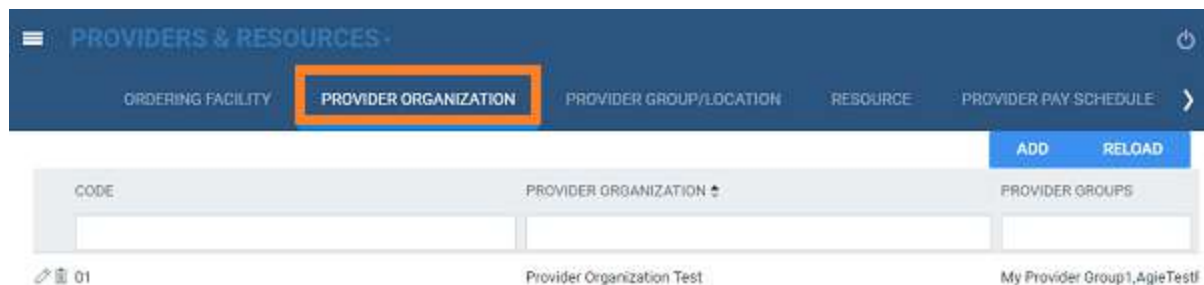 PROVIDERS & RESOURCES
ORDERING FACILITY PROVIDER ORGANIZATION PROVIDER GROUP/LOCATION RESOURCE PROVIDER PAY SCHEDULE
ADD RELOAD
CODE PROVIDER ORGANIZATION PROVIDER GROUPS
01 Provider Organization Test My Provider Group1,AgieTest